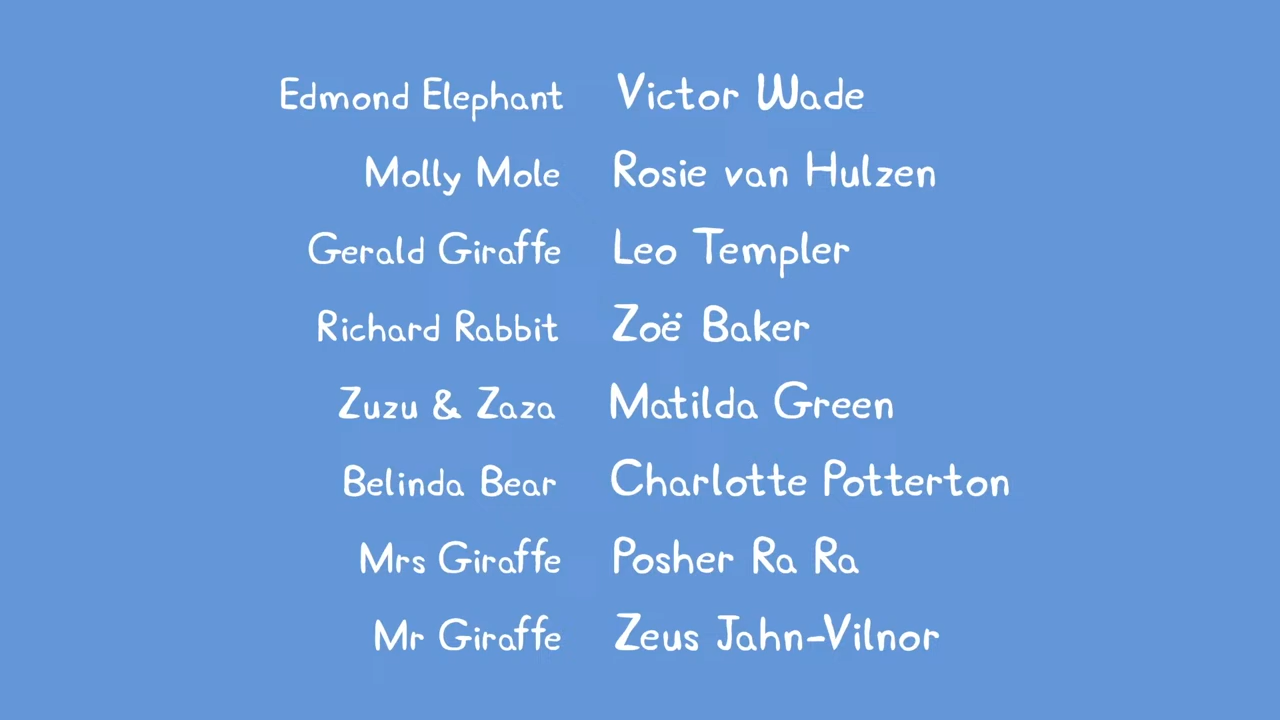 Edmond Elephant Victor Wade
Molly Mole Rosie van Hulzen
Gerald Giraffe Leo Templer
Richard Rabbit Zoë Baker
Zuzu & Zaza Matilda Green
Belinda Bear Charlotte Potterton
Mrs Giraffe Posher Ra Ra
Mr Giraffe Zeus Jahn-Vilnor